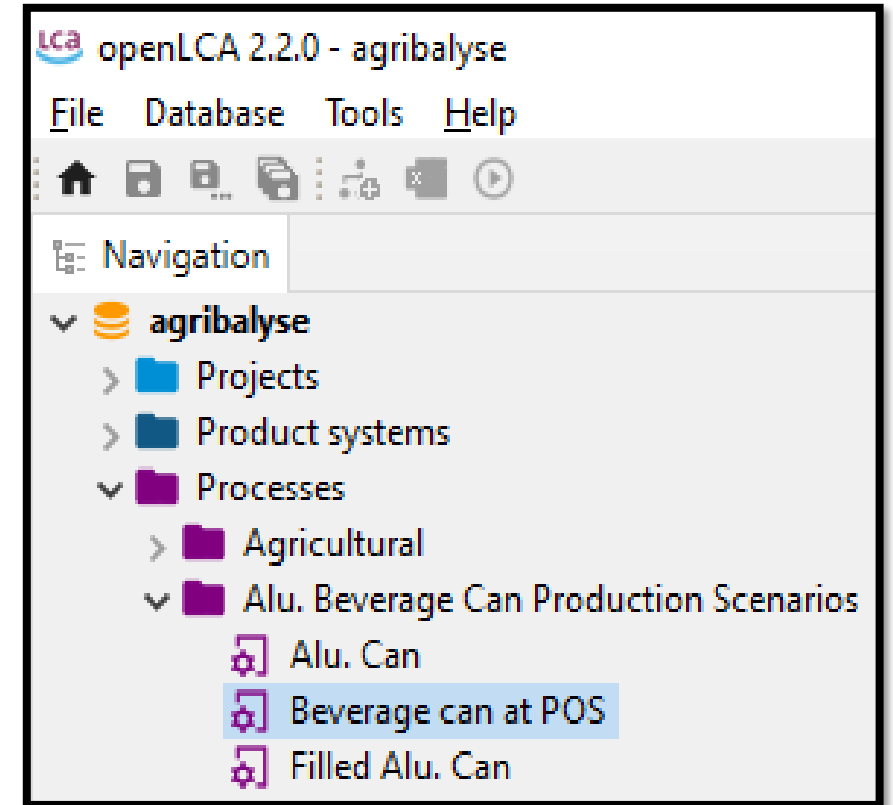 LCA openLCA 2.2.0 - agribalyse
File Database Tools Help
Navigation
agribalyse
Projects
Product systems
Processes
Agricultural
Alu. Beverage Can Production Scenarios
Alu. Can
Beverage can at POS
Filled Alu. Can